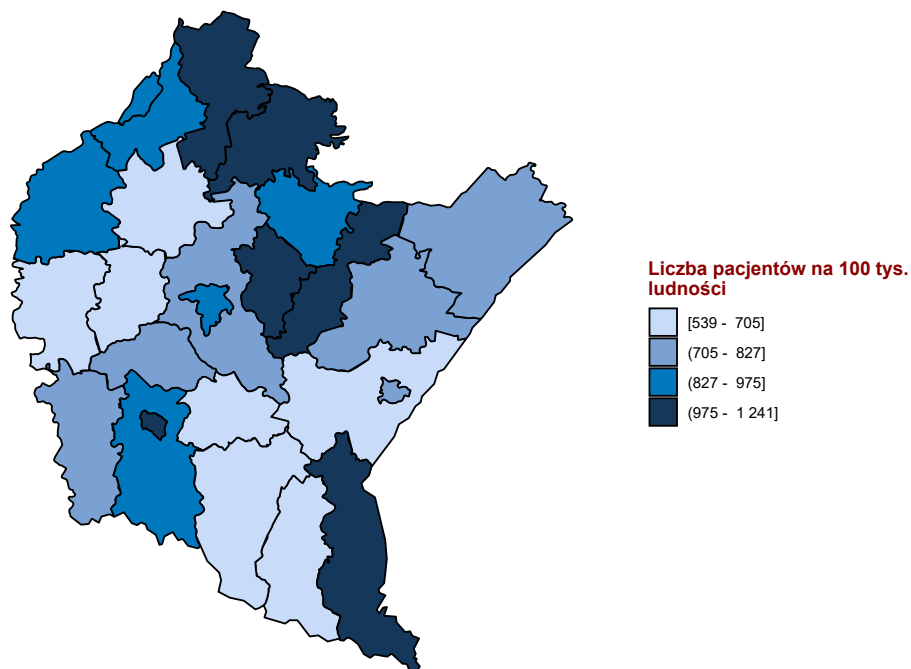 Liczba pacjentów na 100 tys.
ludności
[539 - 705]
(705 - 827]
(827 - 975]
(975 - 1 241]